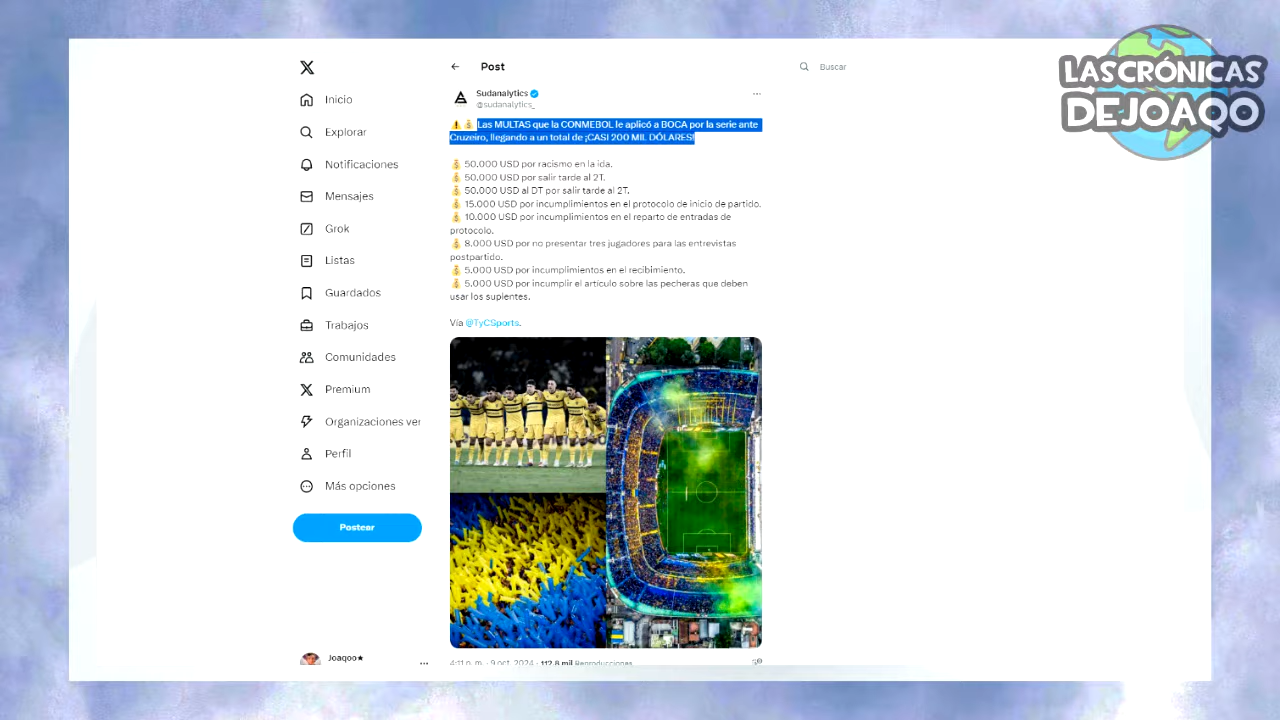 Post
Buscar
LAS CRÓNICAS
DE JOAQO
Inicio
Explorar
Notificaciones
Mensajes
Grok
Listas
Guardados
Trabajos
Comunidades
Premium
Organizaciones ver
Perfil
Más opciones
Postear
Joaqoo★
Sudanalytics
@sudanalytics_
⚠️ 💰 Las MULTAS que la CONMEBOL le aplicó a BOCA por la serie ante
Cruzeiro, llegando a un total de ¡CASI 200 MIL DÓLARES!
💰 50.000 USD por racismo en la ida.
💰 50.000 USD por salir tarde al 2T.
💰 50.000 USD al DT por salir tarde al 2T.
💰 15.000 USD por incumplimientos en el protocolo de inicio de partido.
💰 10.000 USD por incumplimientos en el reparto de entradas de
protocolo.
💰 8.000 USD por no presentar tres jugadores para las entrevistas
postpartido.
💰 5.000 USD por incumplimientos en el recibimiento.
💰 5.000 USD por incumplir el artículo sobre las pecheras que deben
usar los suplentes.
Vía @TyCSports.
4:11 p. m. · 9 oct. 2024 · 112,6 mil Reproducciones